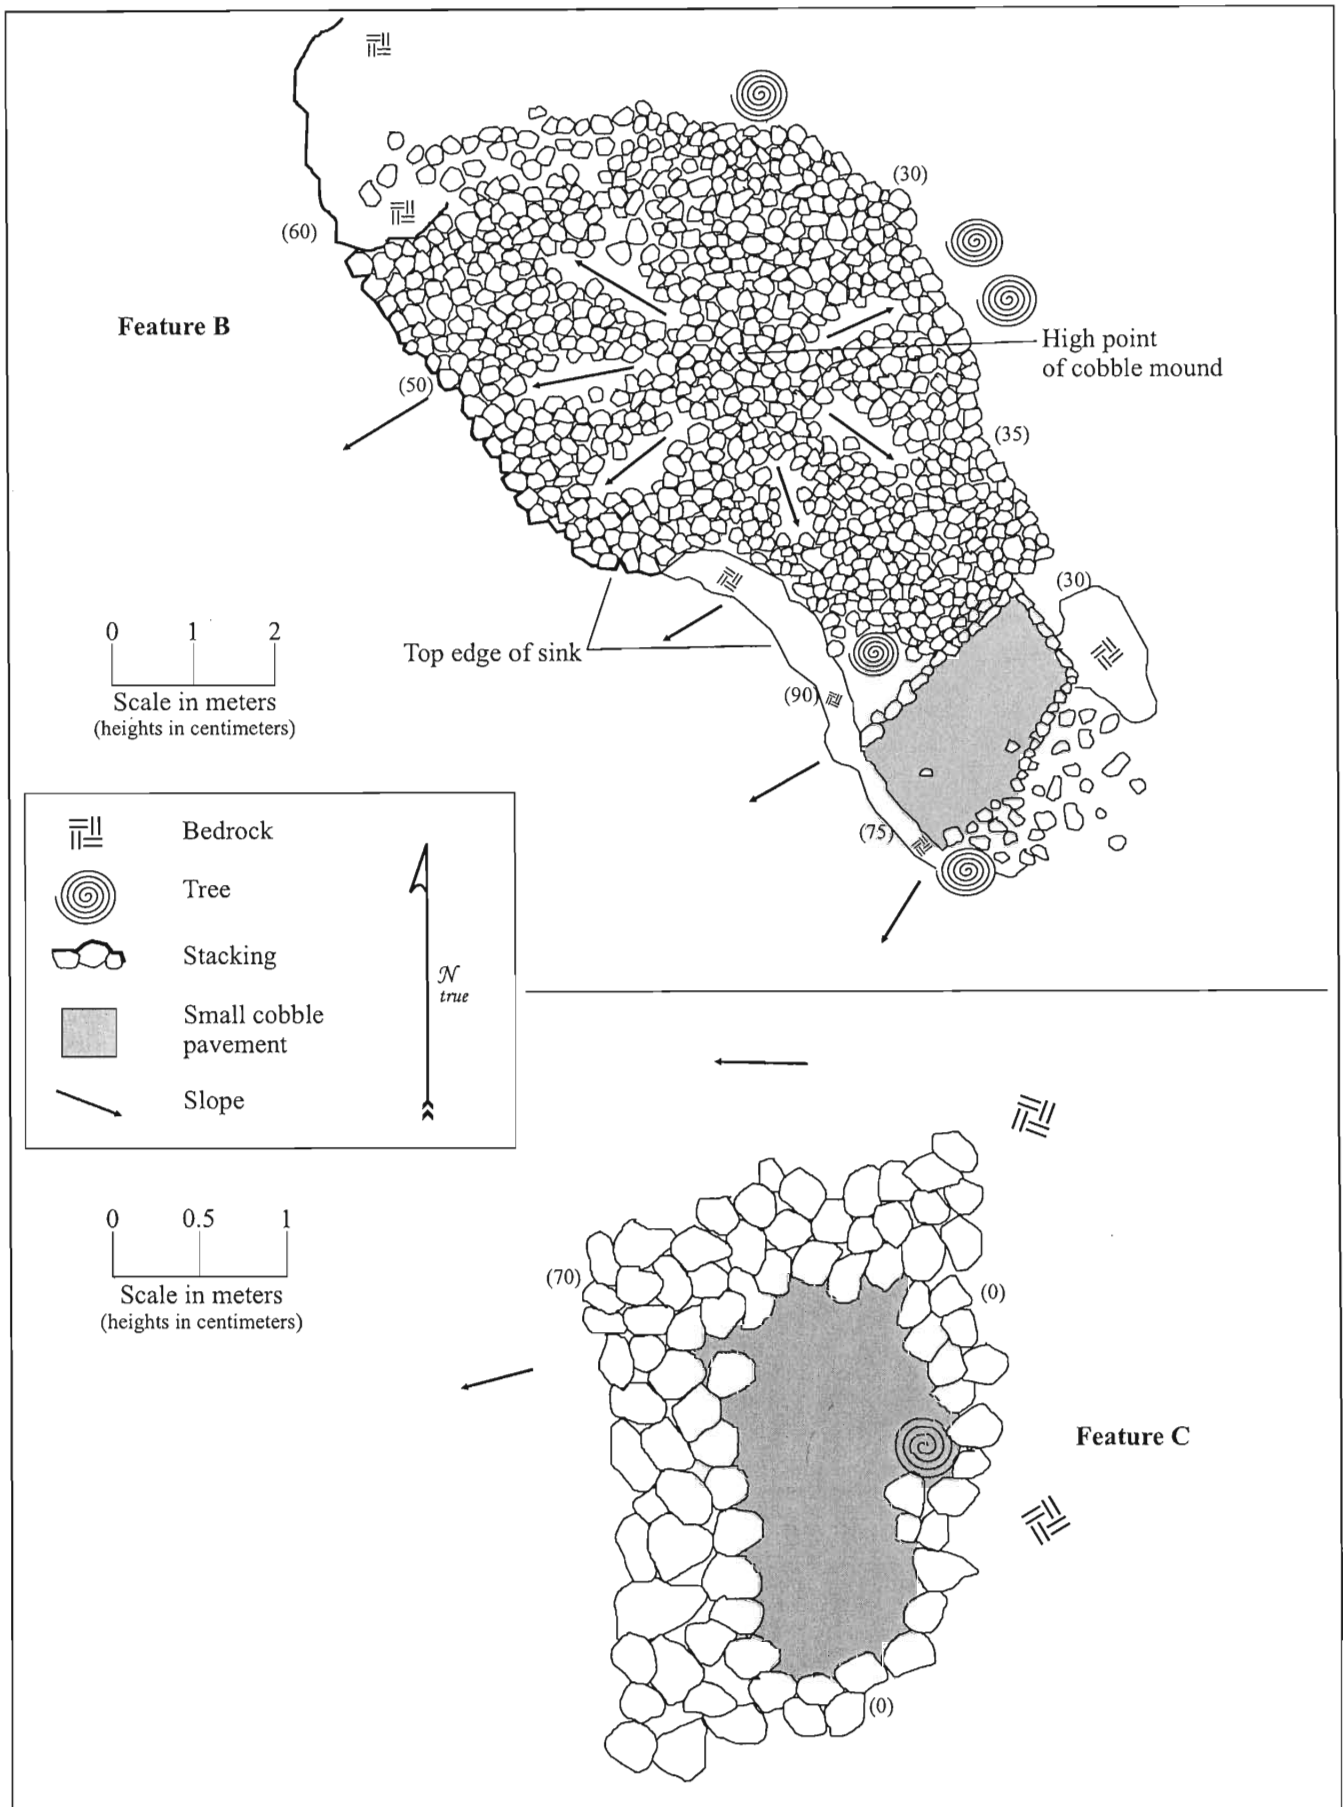 (30)
(60)
Feature B
High point
of cobble mound
(50)
(35)
(30)
0 1 2
Top edge of sink
Scale in meters
(heights in centimeters)
(90)
(75)
Bedrock
Tree
Stacking
N
true
Small cobble
pavement
Slope
0 0.5 1
Scale in meters
(heights in centimeters)
(70)
(0)
Feature C
(0)